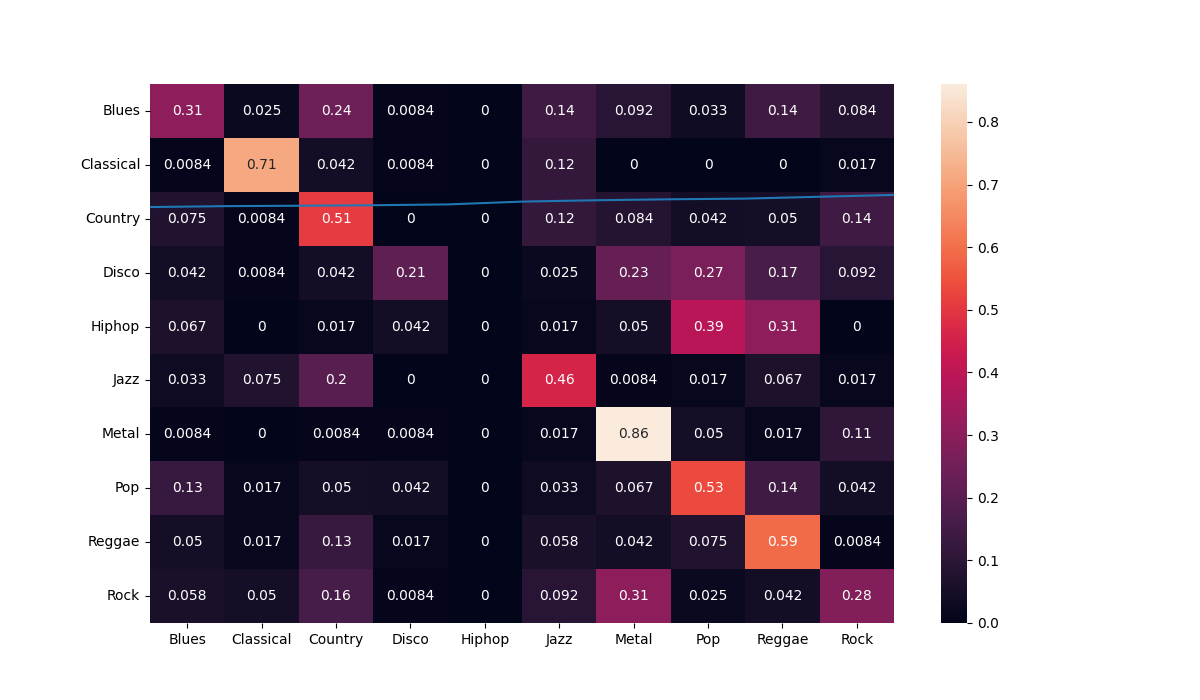 Blues 0.31 0.025 0.24 0.0084 0 0.14 0.092 0.033 0.14 0.084
Classical 0.0084 0.71 0.042 0.0084 0 0.12 0 0 0 0.017
Country 0.075 0.0084 0.51 0 0 0.12 0.084 0.042 0.05 0.14
Disco 0.042 0.0084 0.042 0.21 0 0.025 0.23 0.27 0.17 0.092
Hiphop 0.067 0 0.017 0.042 0 0.017 0.05 0.39 0.31 0
Jazz 0.033 0.075 0.2 0 0 0.46 0.0084 0.017 0.067 0.017
Metal 0.0084 0 0.0084 0.0084 0 0.017 0.86 0.05 0.017 0.11
Pop 0.13 0.017 0.05 0.042 0 0.033 0.067 0.53 0.14 0.042
Reggae 0.05 0.017 0.13 0.017 0 0.058 0.042 0.075 0.59 0.0084
Rock 0.058 0.05 0.16 0.0084 0 0.092 0.31 0.025 0.042 0.28
Blues Classical Country Disco Hiphop Jazz Metal Pop Reggae Rock
0.8
0.7
0.6
0.5
0.4
0.3
0.2
0.1
0.0